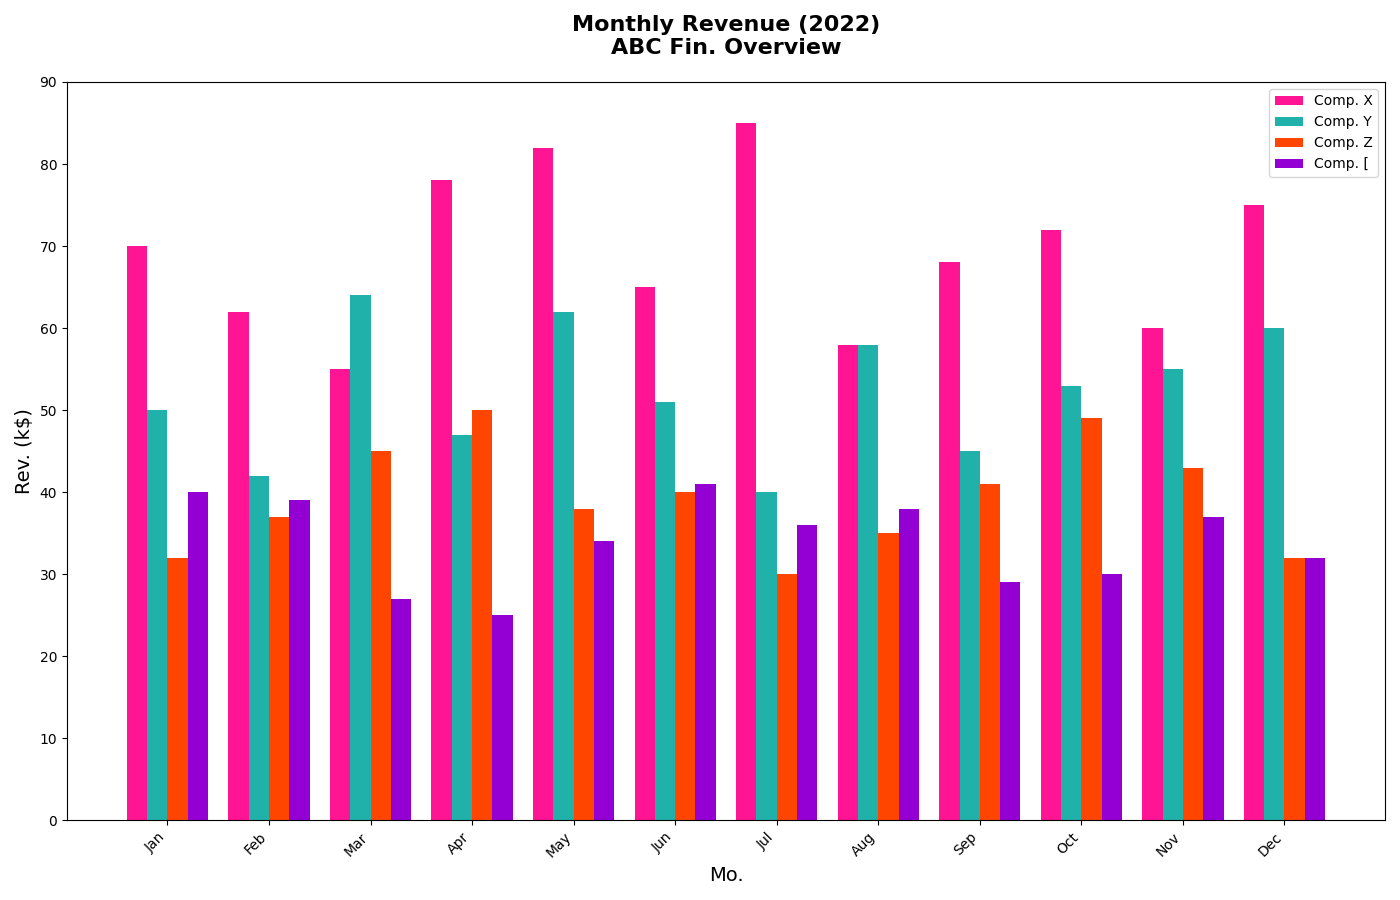 Monthly Revenue (2022)
ABC Fin. Overview
90
80
70
60
50
40
30
20
10
0
Rev. (k$)
Comp. X
Comp. Y
Comp. Z
Comp. [
Jan Feb Mar Apr May Jun Jul Aug Sep Oct Nov Dec
Mo.